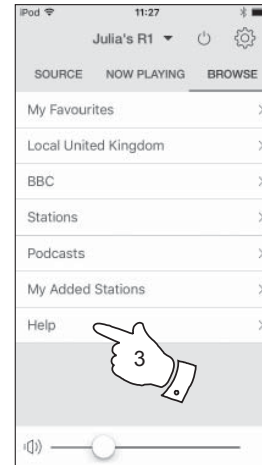 iPod 11:27
Julia's R1
SOURCE NOW PLAYING BROWSE
My Favourites
Local United Kingdom
BBC
Stations
Podcasts
My Added Stations
Help
3